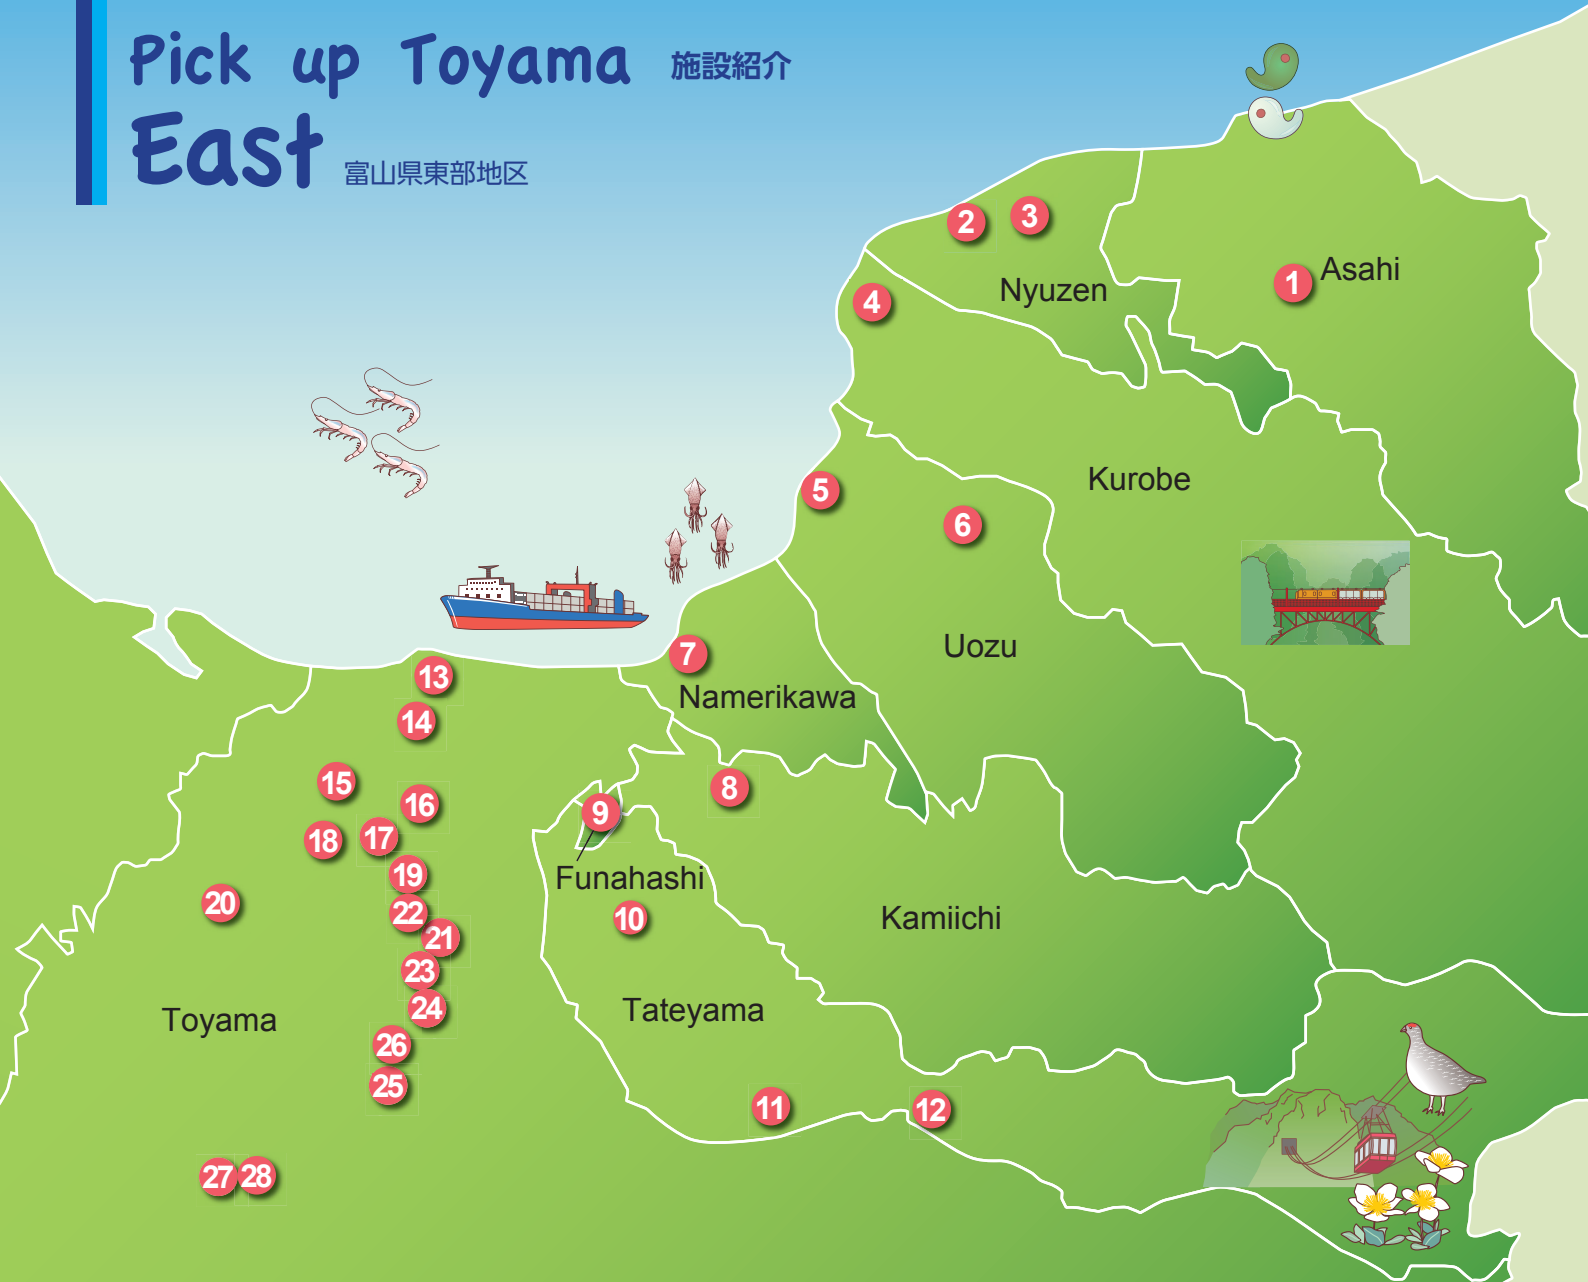 Pick up Toyama 施設紹介
East 富山県東部地区
2
3
Asahi
1
Nyuzen
4
Kurobe
5
6
Uozu
7
13
Namerikawa
14
15
8
16
9
17
18
19
Funahashi
20
22
10
Kamiichi
21
23
24
Tateyama
Toyama
26
25
11
12
27
28